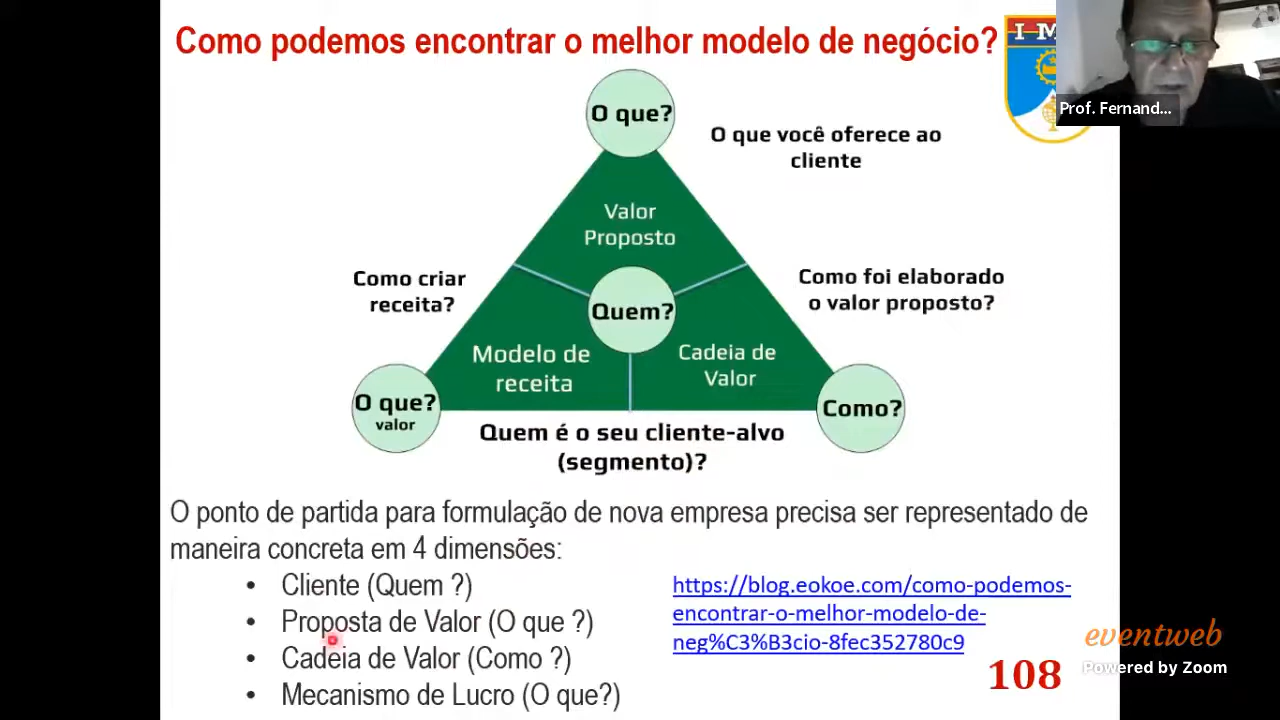 Como podemos encontrar o melhor modelo de negócio?
I M
Prof. Fernand...
O que?
O que você oferece ao
cliente
Valor
Proposto
Como criar
receita?
Como foi elaborado
o valor proposto?
Quem?
Modelo de
receita
Cadeia de
Valor
O que?
valor
Como?
Quem é o seu cliente-alvo
(segmento)?
O ponto de partida para formulação de nova empresa precisa ser representado de
maneira concreta em 4 dimensões:
• Cliente (Quem ?)
• Proposta de Valor (O que ?)
• Cadeia de Valor (Como ?)
• Mecanismo de Lucro (O que?)
https://blog.eokoe.com/como-podemos-
encontrar-o-melhor-modelo-de-
neg%C3%B3cio-8fec352780c9
eventweb
Powered by Zoom
108